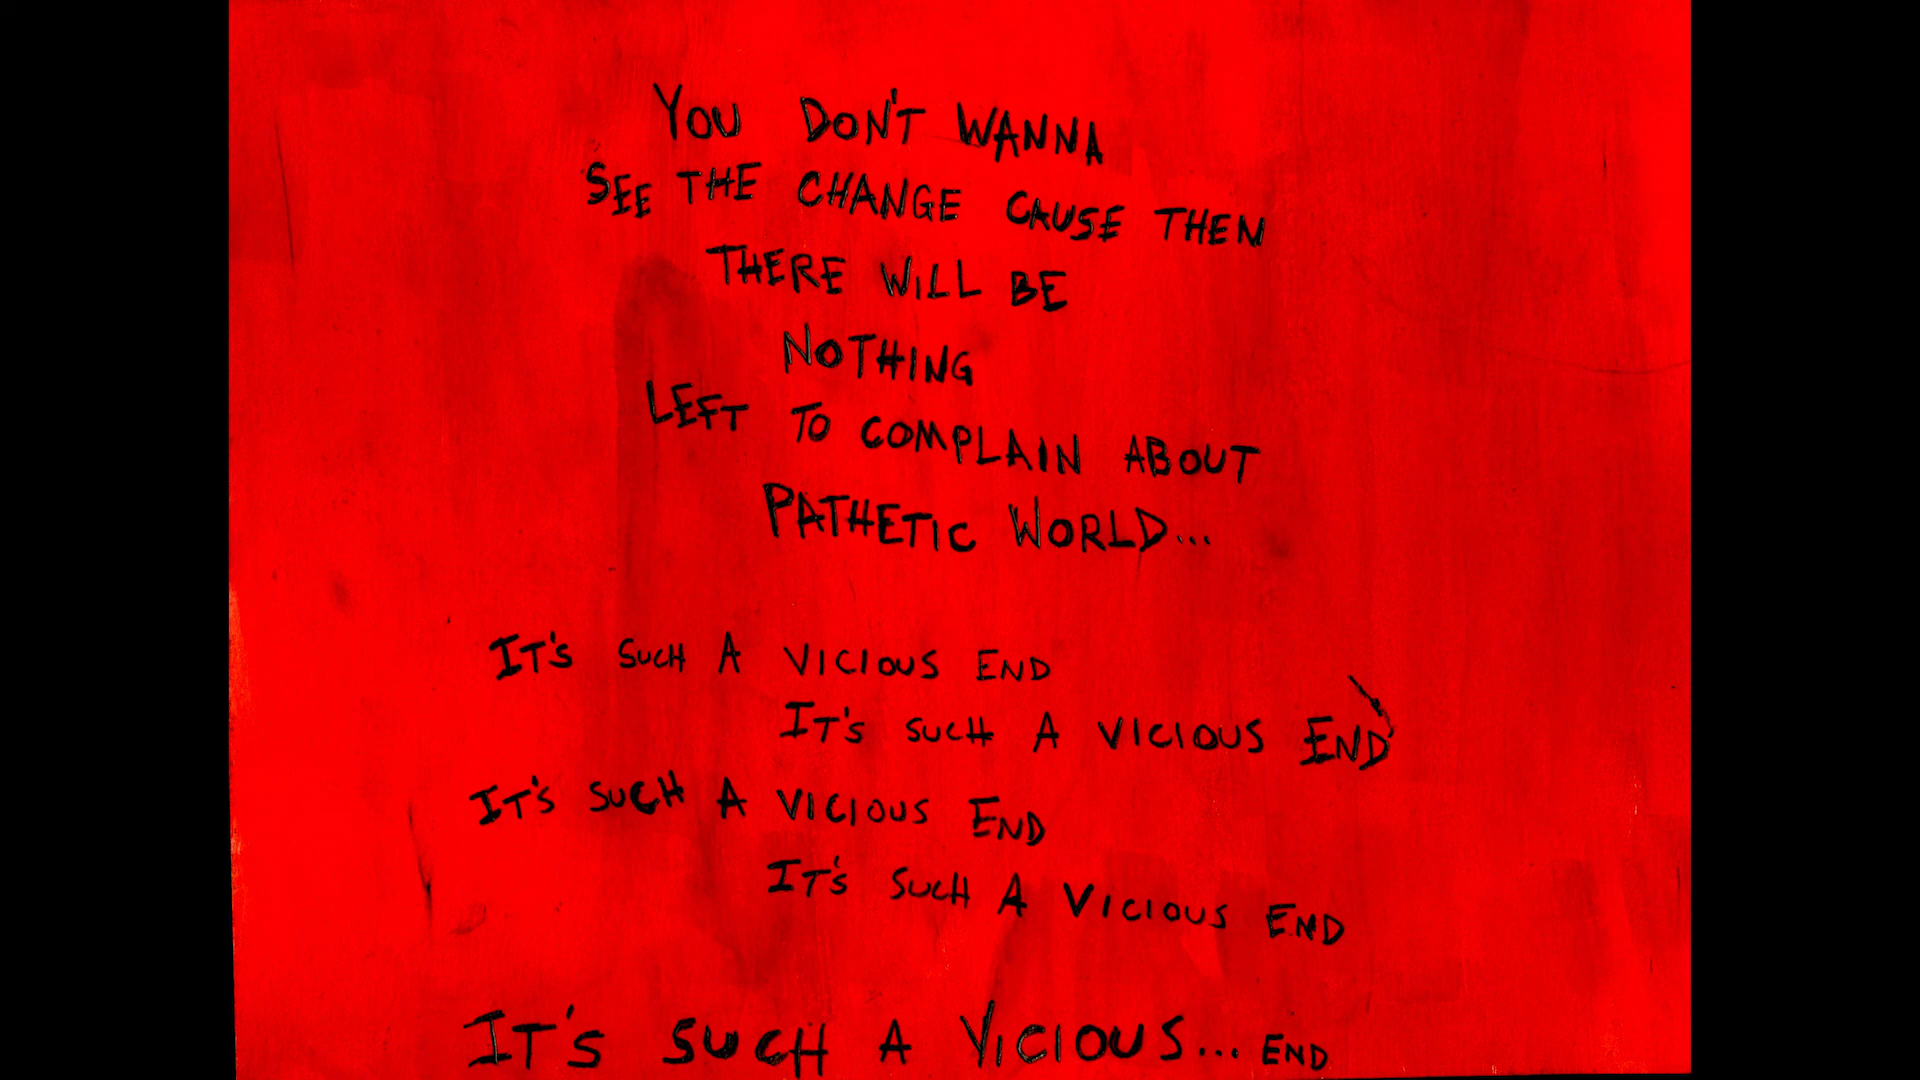 YOU DON'T WANNA
SEE THE CHANGE CAUSE THEN
THERE WILL BE
NOTHING
LEFT TO COMPLAIN ABOUT
PATHETIC WORLD...
IT'S SUCH A VICIOUS END
IT'S SUCH A VICIOUS END
IT'S SUCH A VICIOUS END
IT'S SUCH A VICIOUS END
IT'S SUCH A VICIOUS... END